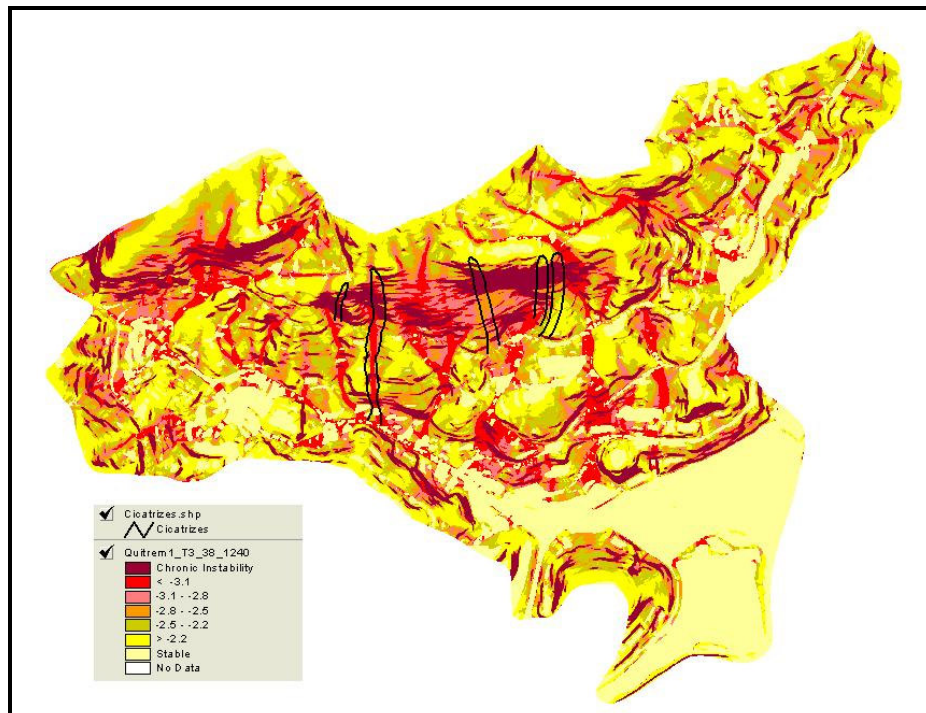 Cicatrizes.shp
Cicatrizes
Quitrem1_T3_38_1240
Chronic Instability
< -3.1
-3.1 - -2.8
-2.8 - -2.5
-2.5 - -2.2
> -2.2
Stable
No Data